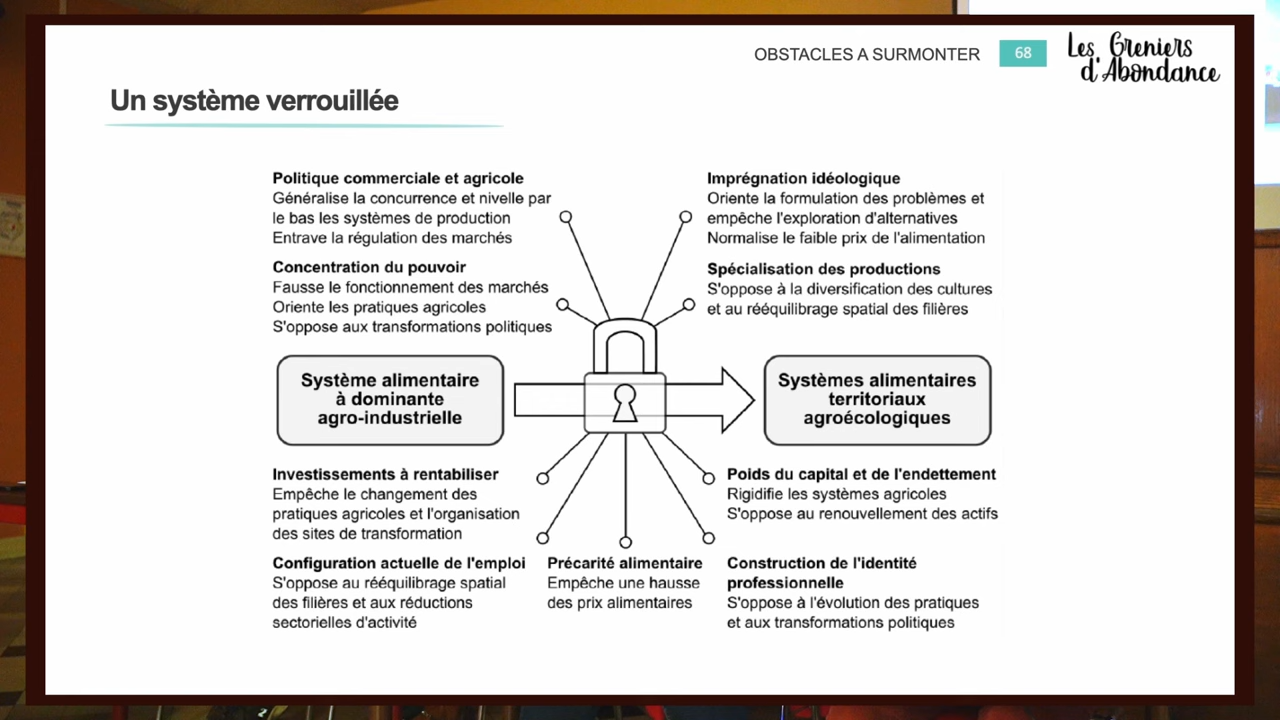 OBSTACLES A SURMONTER
68
Les Greniers
d'Abondance
Un système verrouillée
Politique commerciale et agricole
Généralise la concurrence et nivelle par
le bas les systèmes de production
Entrave la régulation des marchés
Imprégnation idéologique
Oriente la formulation des problèmes et
empêche l'exploration d'alternatives
Normalise le faible prix de l'alimentation
Concentration du pouvoir
Fausse le fonctionnement des marchés
Oriente les pratiques agricoles
S'oppose aux transformations politiques
Spécialisation des productions
S'oppose à la diversification des cultures
et au rééquilibrage spatial des filières
Système alimentaire
à dominante
agro-industrielle
Systèmes alimentaires
territoriaux
agroécologiques
Investissements à rentabiliser
Empêche le changement des
pratiques agricoles et l'organisation
des sites de transformation
Poids du capital et de l'endettement
Rigidifie les systèmes agricoles
S'oppose au renouvellement des actifs
Configuration actuelle de l'emploi
S'oppose au rééquilibrage spatial
des filières et aux réductions
sectorielles d'activité
Précarité alimentaire
Empêche une hausse
des prix alimentaires
Construction de l'identité
professionnelle
S'oppose à l'évolution des pratiques
et aux transformations politiques